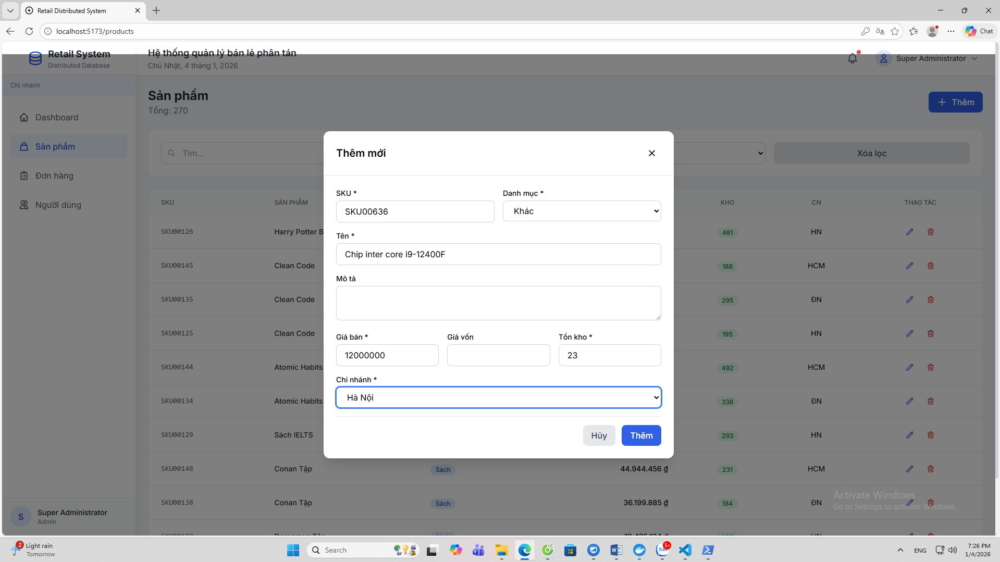 Retail Distributed System
localhost:5173/products
Chat
Retail System
Distributed Database
Hệ thống quản lý bán lẻ phân tán
Chủ Nhật, 4 tháng 1, 2026
Super Administrator
Chi nhánh
Dashboard
Sản phẩm
Đơn hàng
Người dùng
Sản phẩm
Tổng: 270
Thêm
Tìm...
Xóa lọc
SKU SẢN PHẨM KHO CN THAO TÁC
SKU00126 Harry Potter B 461 HN
SKU00145 Clean Code 188 HCM
SKU00135 Clean Code 295 ĐN
SKU00125 Clean Code 195 HN
SKU00144 Atomic Habits 492 HCM
SKU00134 Atomic Habits 338 ĐN
SKU00129 Sách IELTS 293 HN
SKU00148 Conan Tập Sách 44.944.456 ₫ 231 HCM
SKU00138 Conan Tập Sách 36.199.885 ₫ 184 ĐN
Thêm mới
SKU * Danh mục *
SKU00636 Khác
Tên *
Chip inter core i9-12400F
Mô tả
Giá bán * Giá vốn Tồn kho *
12000000 23
Chi nhánh *
Hà Nội
Hủy Thêm
Activate Windows
Go to Settings to activate Windows.
S
Super Administrator
Admin
2
Light rain
Tomorrow
Search
Zalo
5+
ENG
7:26 PM
1/4/2026